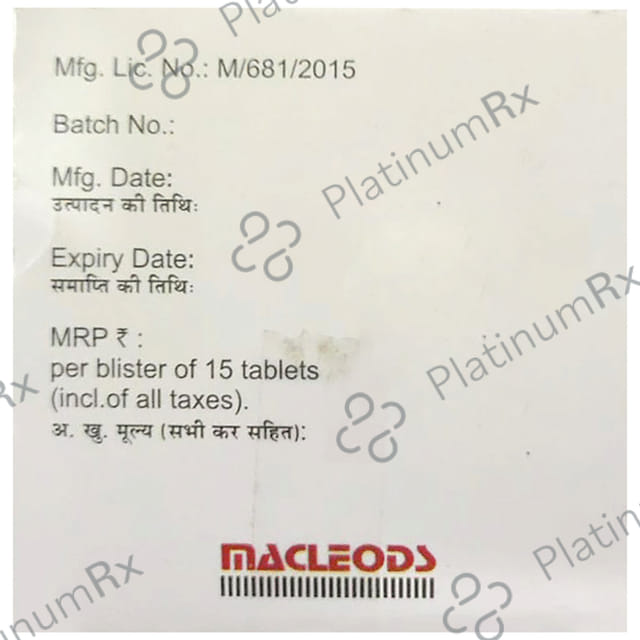 Mfg. Lic. No.: M/681/2015
Batch No.:
Mfg. Date:
उत्पादन की तिथिः
Expiry Date:
समाप्ति की तिथिः
MRP ₹ :
per blister of 15 tablets
(incl.of all taxes).
अ. खु. मूल्य (सभी कर सहित):
MACLEODS
PlatinumRx
PlatinumRx
PlatinumRx
PlatinumRx